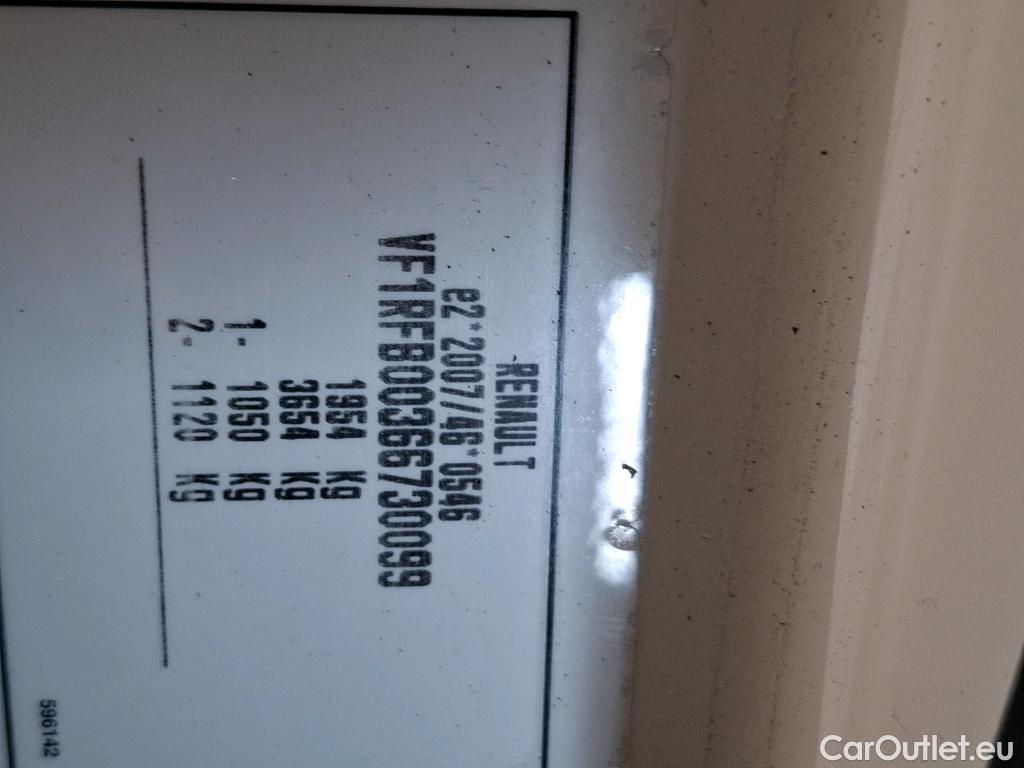 RENAULT
e2*2007/46*0546
VF1RFB00366730099
1954 Kg
3654 Kg
1- 1050 Kg
2- 1120 Kg
596142
CarOutlet.eu